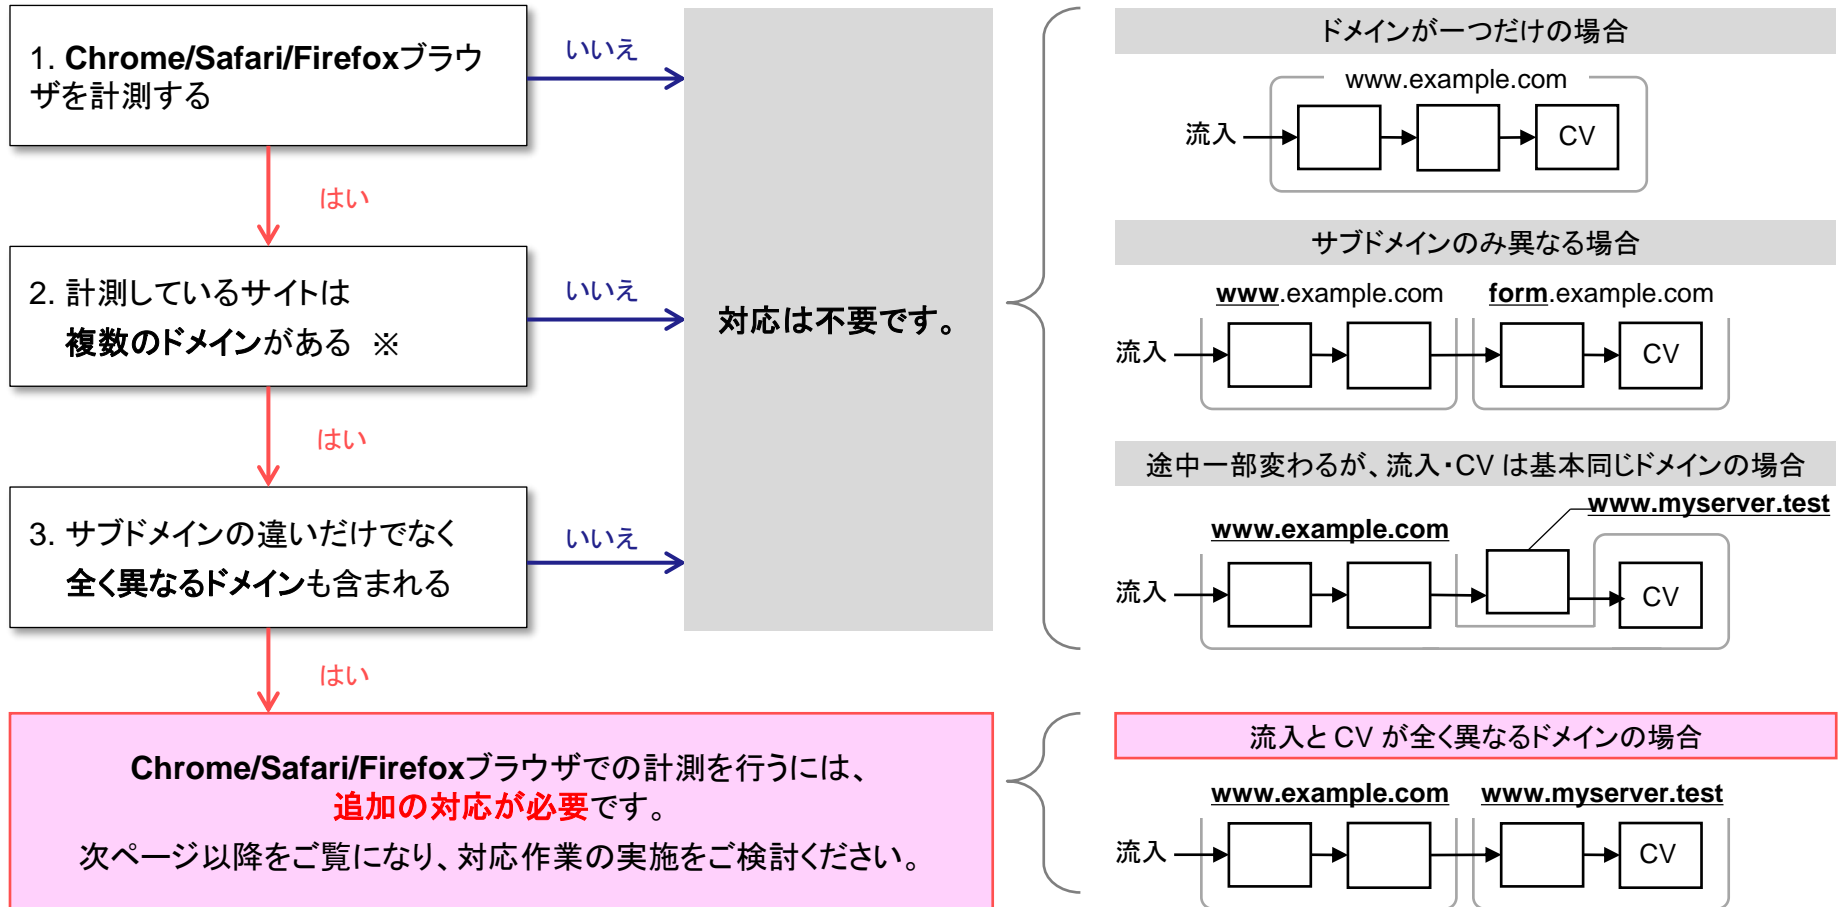 1. Chrome/Safari/Firefoxブラウ
ザを計測する
いいえ
はい
2. 計測しているサイトは
複数のドメインがある ※
いいえ
はい
3. サブドメインの違いだけでなく
全く異なるドメインも含まれる
いいえ
はい
対応は不要です。
Chrome/Safari/Firefoxブラウザでの計測を行うには、
追加の対応が必要です。
次ページ以降をご覧になり、対応作業の実施をご検討ください。
ドメインが一つだけの場合
www.example.com
流入
CV
サブドメインのみ異なる場合
www.example.com
form.example.com
流入
CV
途中一部変わるが、流入・CV は基本同じドメインの場合
www.myserver.test
www.example.com
流入
CV
流入と CV が全く異なるドメインの場合
www.example.com
www.myserver.test
流入
CV